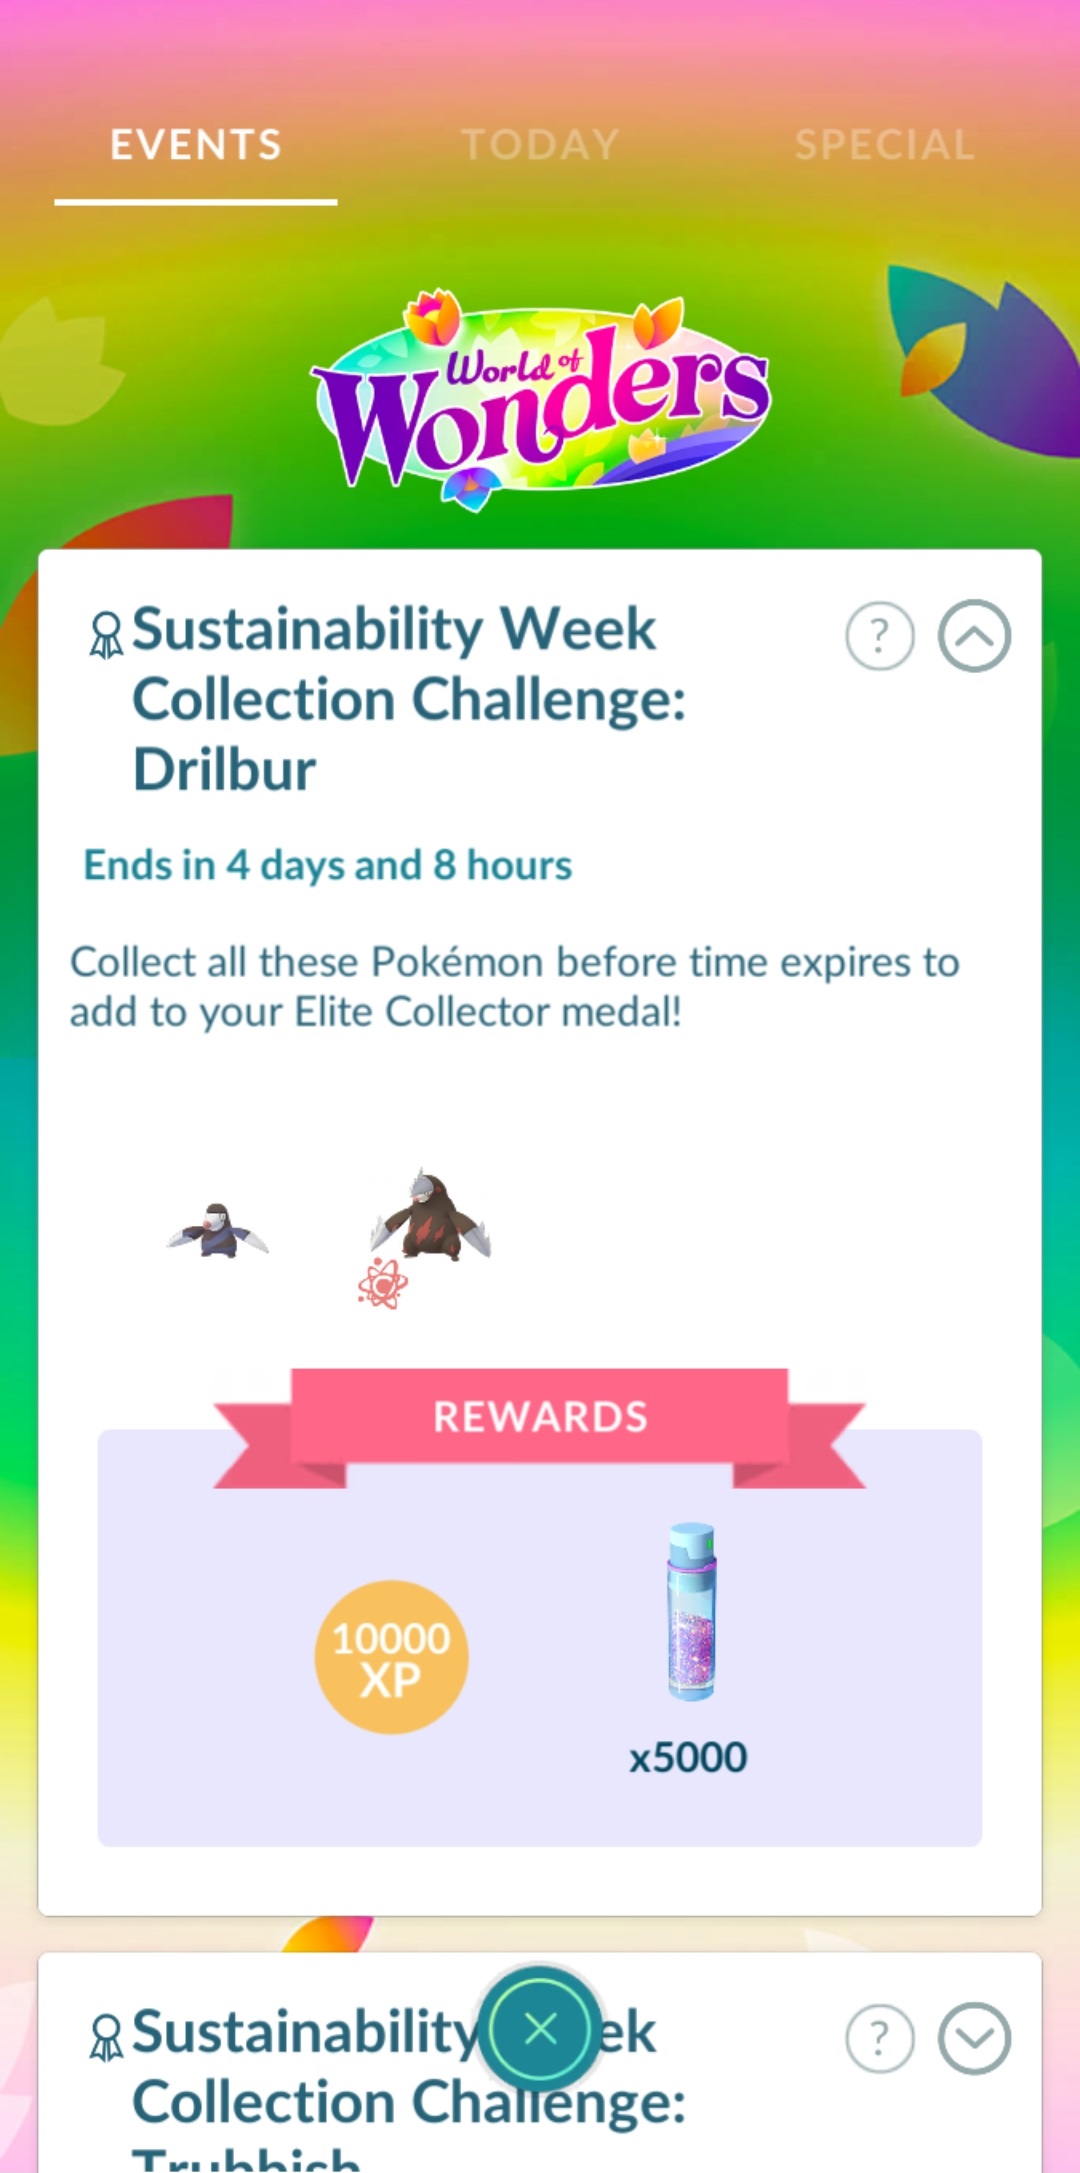 EVENTS TODAY SPECIAL
World of
Wonders
Sustainability Week
Collection Challenge:
Drilbur
?
Ends in 4 days and 8 hours
Collect all these Pokémon before time expires to
add to your Elite Collector medal!
REWARDS
10000
XP
x5000
Sustainability ek
Collection Challenge:
Trubbish
?